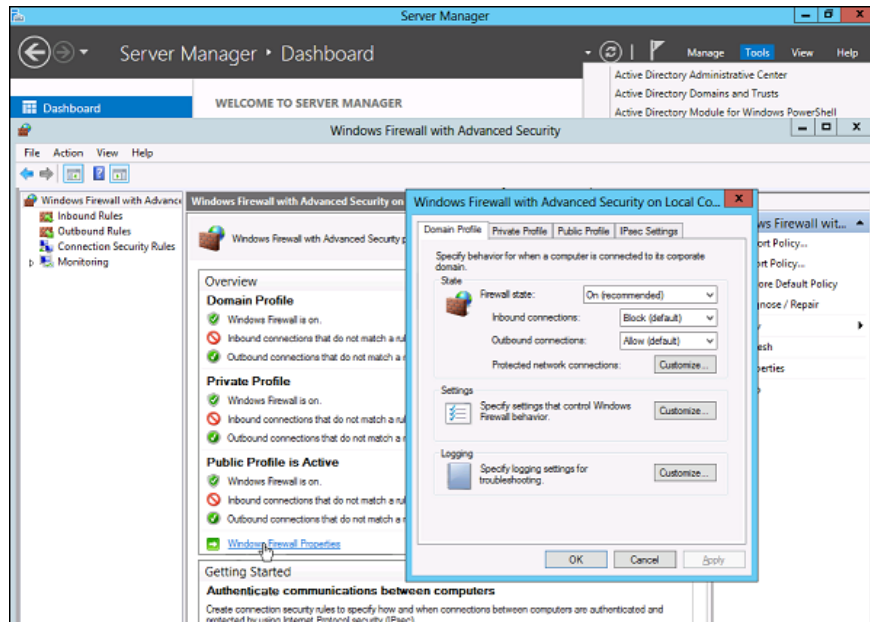 Server Manager
Server Manager • Dashboard
Manage Tools View Help
Active Directory Administrative Center
Active Directory Domains and Trusts
Active Directory Module for Windows PowerShell
Dashboard
WELCOME TO SERVER MANAGER
Windows Firewall with Advanced Security
File Action View Help
Windows Firewall with Advance
Inbound Rules
Outbound Rules
Connection Security Rules
Monitoring
Windows Firewall with Advanced Security on
Windows Firewall with Advanced Security p
Overview
Domain Profile
Windows Firewall is on.
Inbound connections that do not match a rul
Outbound connections that do not match a r
Private Profile
Windows Firewall is on.
Inbound connections that do not match a rul
Outbound connections that do not match a r
Public Profile is Active
Windows Firewall is on.
Inbound connections that do not match a rul
Outbound connections that do not match a r
Windows Firewall Properties
Getting Started
Authenticate communications between computers
Create connection security rules to specify how and when connections between computers are authenticated and
protected by using Internet Protocol security (IPsec).
Windows Firewall with Advanced Security on Local Co...
Domain Profile Private Profile Public Profile IPsec Settings
Specify behavior for when a computer is connected to its corporate
domain.
State
Firewall state: On (recommended)
Inbound connections: Block (default)
Outbound connections: Allow (default)
Protected network connections: Customize...
Settings
Specify settings that control Windows
Firewall behavior.
Customize...
Logging
Specify logging settings for
troubleshooting.
Customize...
OK Cancel Apply
ws Firewall wit...
ort Policy...
ort Policy...
ore Default Policy
gnose / Repair
esh
perties